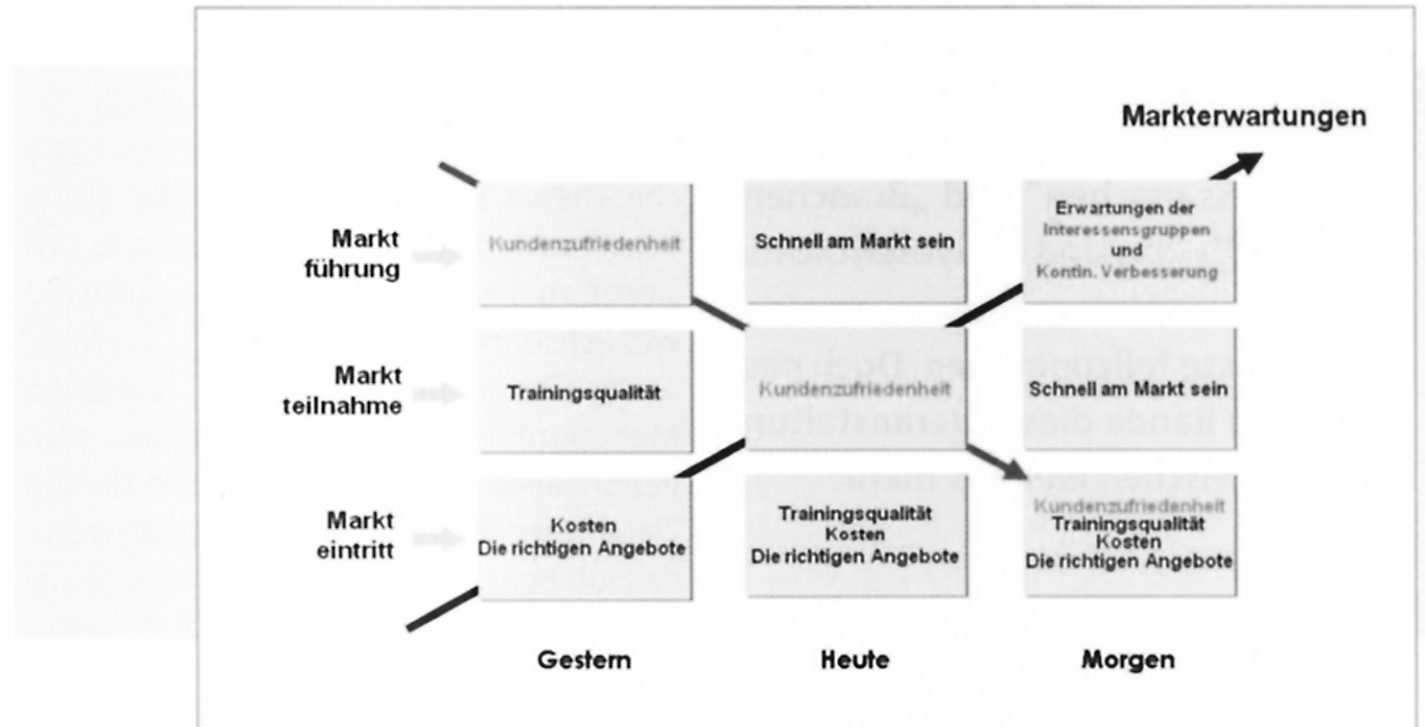 Markterwartungen
Markt
führung
Kundenzufriedenheit
Schnell am Markt sein
Erwartungen der
Interessensgruppen
und
Kontin. Verbesserung
Markt
teilnahme
Trainingsqualität
Kundenzufriedenheit
Schnell am Markt sein
Markt
eintritt
Kosten
Die richtigen Angebote
Trainingsqualität
Kosten
Die richtigen Angebote
Kundenzufriedenheit
Trainingsqualität
Kosten
Die richtigen Angebote
Gestern
Heute
Morgen